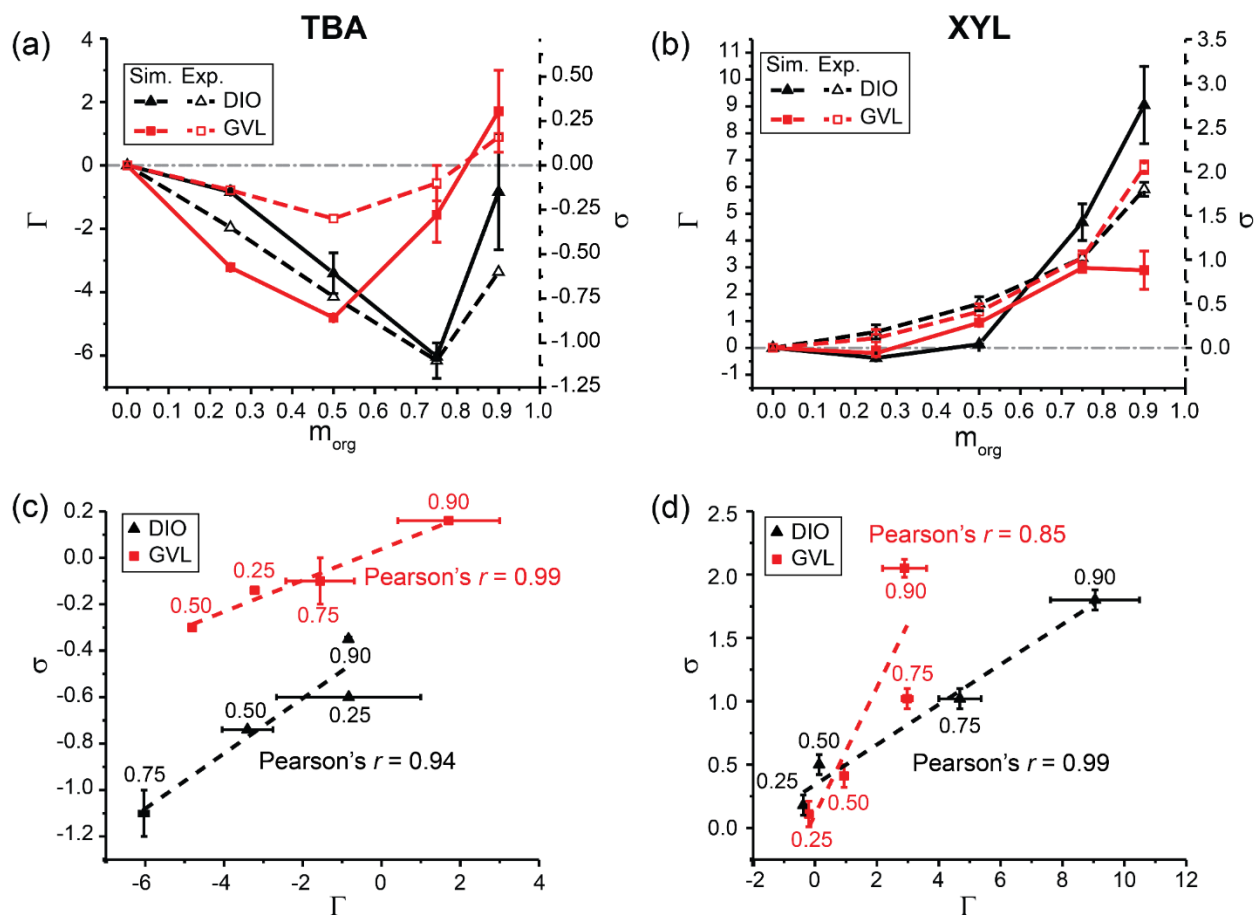 TBA
XYL
(a)
Sim. Exp.
DIO
GVL
4
2
0
-2
-4
-6
Γ
0.50
0.25
0.00
-0.25
-0.50
-0.75
-1.00
-1.25
σ
0.0 0.1 0.2 0.3 0.4 0.5 0.6 0.7 0.8 0.9 1.0
m_org
(b)
Sim. Exp.
DIO
GVL
11
10
9
8
7
6
5
4
3
2
1
0
-1
Γ
3.5
3.0
2.5
2.0
1.5
1.0
0.5
0.0
σ
0.0 0.1 0.2 0.3 0.4 0.5 0.6 0.7 0.8 0.9 1.0
m_org
(c)
DIO
GVL
0.2
0.0
-0.2
-0.4
-0.6
-0.8
-1.0
-1.2
σ
0.90
0.25
0.50
0.75
Pearson's r = 0.99
0.90
0.50
0.25
0.75
Pearson's r = 0.94
-6 -4 -2 0 2 4
Γ
(d)
DIO
GVL
2.5
2.0
1.5
1.0
0.5
0.0
σ
Pearson's r = 0.85
0.90
0.90
0.75
0.75
0.50
0.50
0.25
0.25
Pearson's r = 0.99
-2 0 2 4 6 8 10 12
Γ